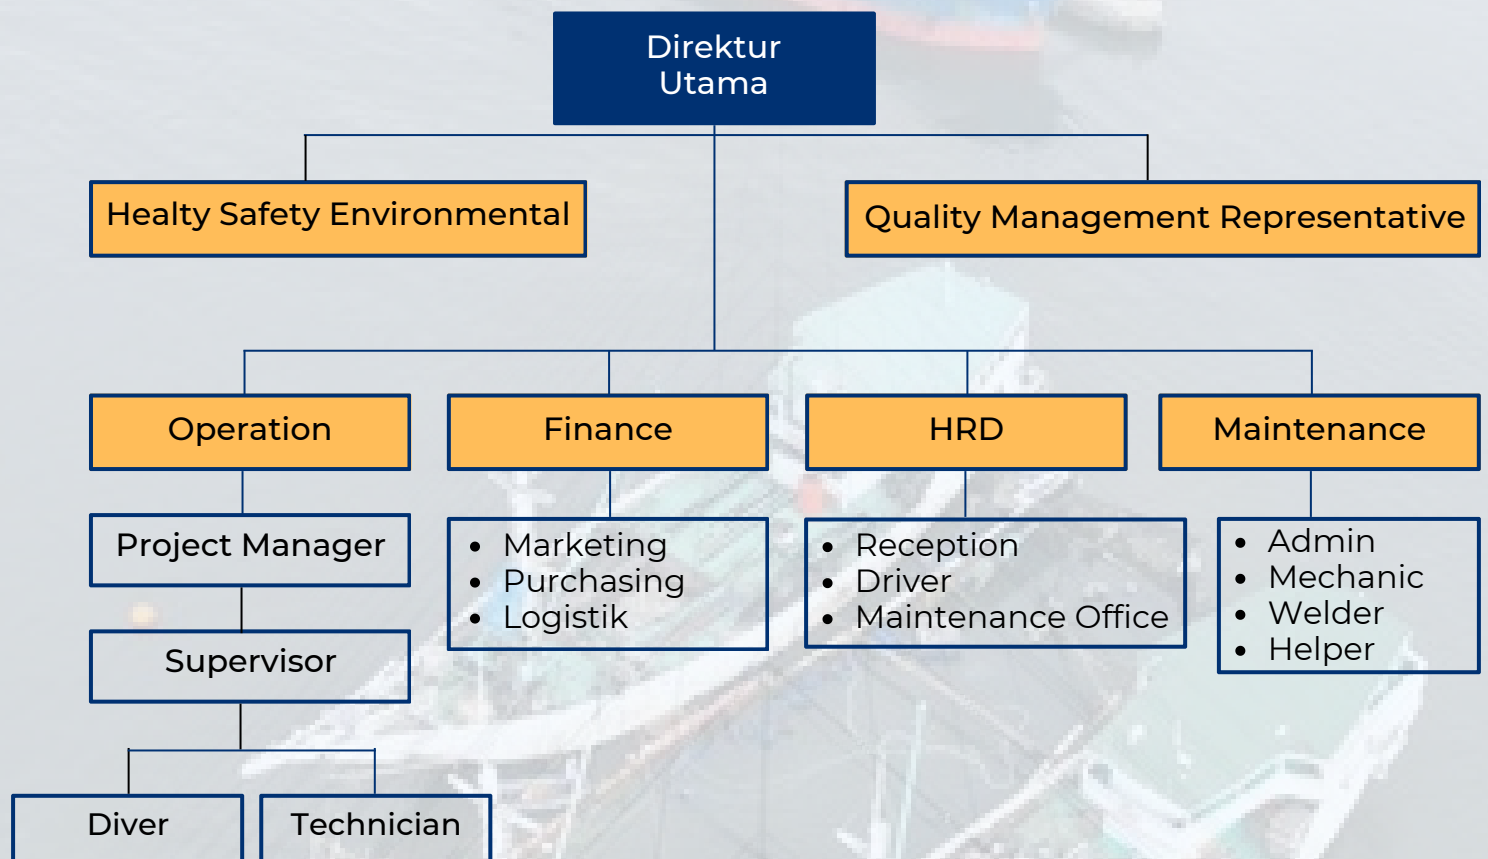 Direktur
Utama
Healty Safety Environmental
Quality Management Representative
Operation
Finance
HRD
Maintenance
Project Manager
• Marketing
• Purchasing
• Logistik
• Reception
• Driver
• Maintenance Office
• Admin
• Mechanic
• Welder
• Helper
Supervisor
Diver
Technician